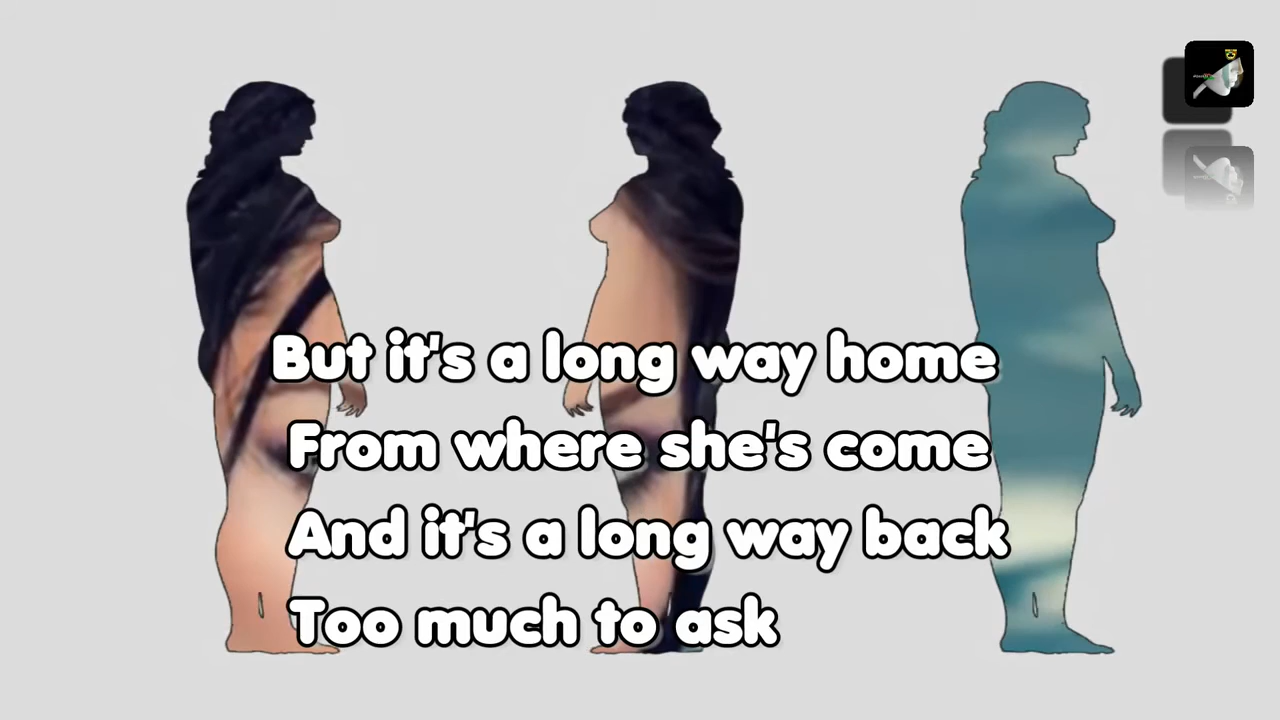 But it's a long way home
From where she's come
And it's a long way back
Too much to ask